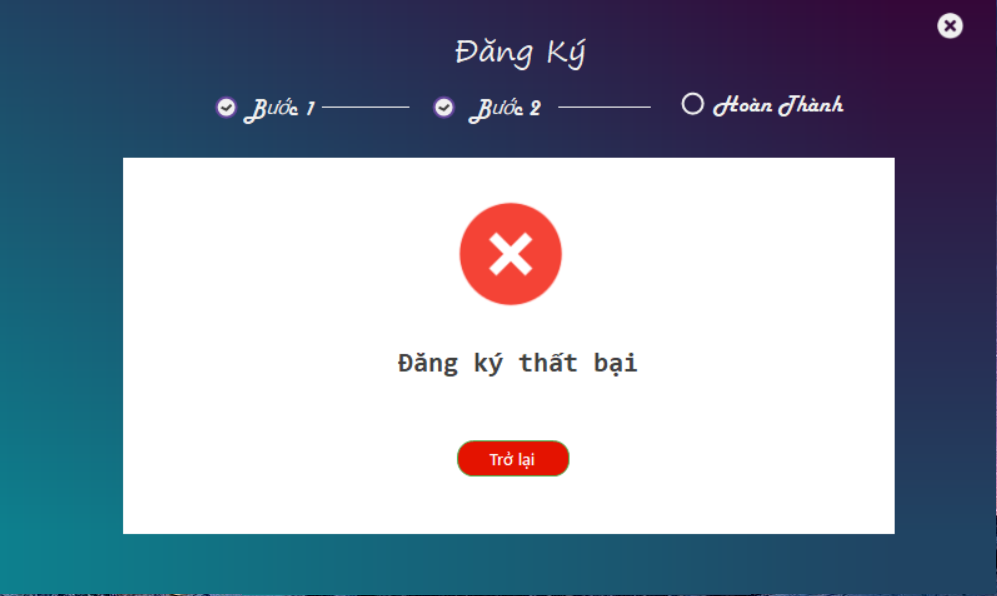 Đăng Ký
Bước 1 Bước 2 Hoàn Thành
Đăng ký thất bại
Trở lại